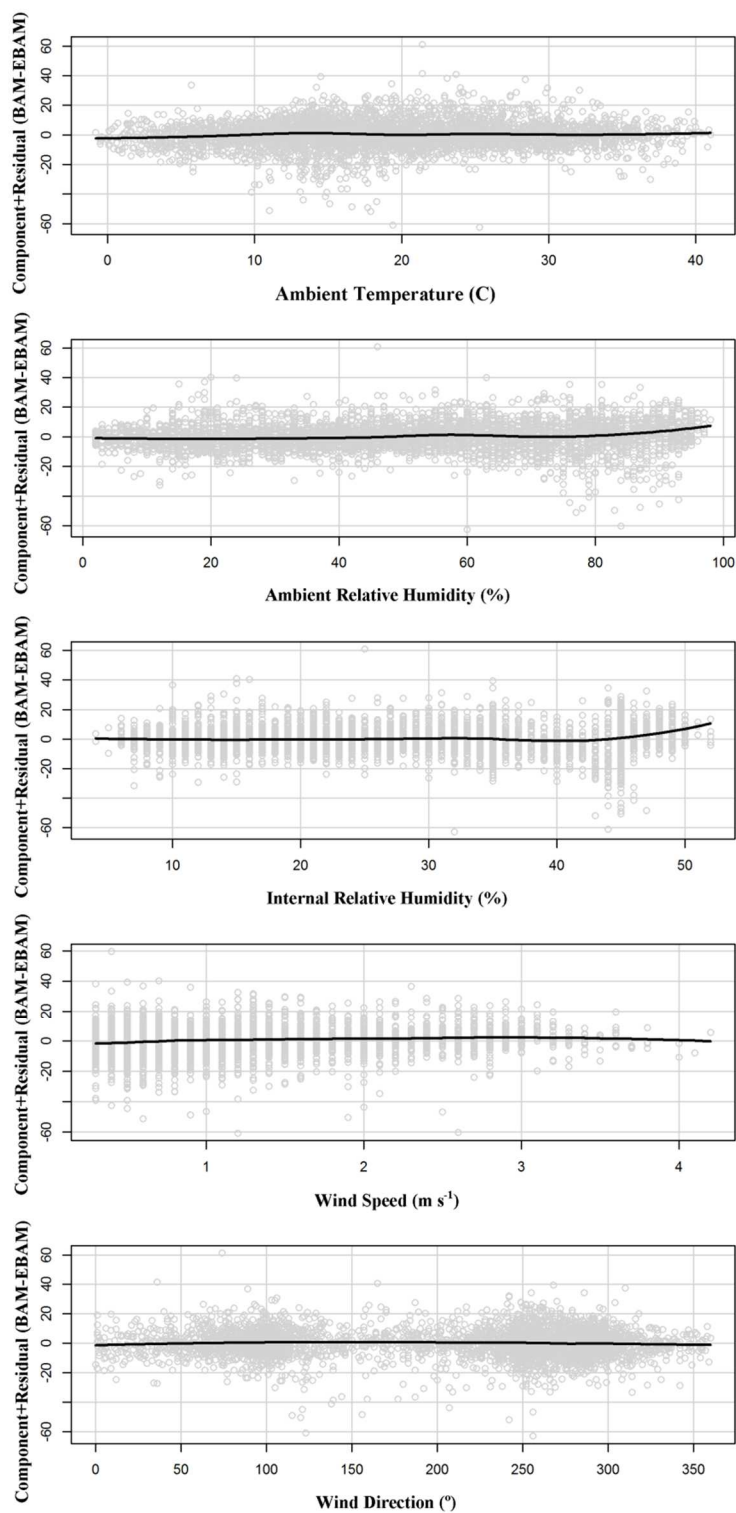 Component+Residual (BAM-EBAM)
60
40
20
0
-20
-60
0 10 20 30 40
Ambient Temperature (C)
Component+Residual (BAM-EBAM)
60
40
20
0
-20
-60
0 20 40 60 80 100
Ambient Relative Humidity (%)
Component+Residual (BAM-EBAM)
60
40
20
0
-20
-60
10 20 30 40 50
Internal Relative Humidity (%)
Component+Residual (BAM-EBAM)
60
40
20
0
-20
-60
1 2 3 4
Wind Speed (m s⁻¹)
Component+Residual (BAM-EBAM)
60
40
20
0
-20
-60
0 50 100 150 200 250 300 350
Wind Direction (º)